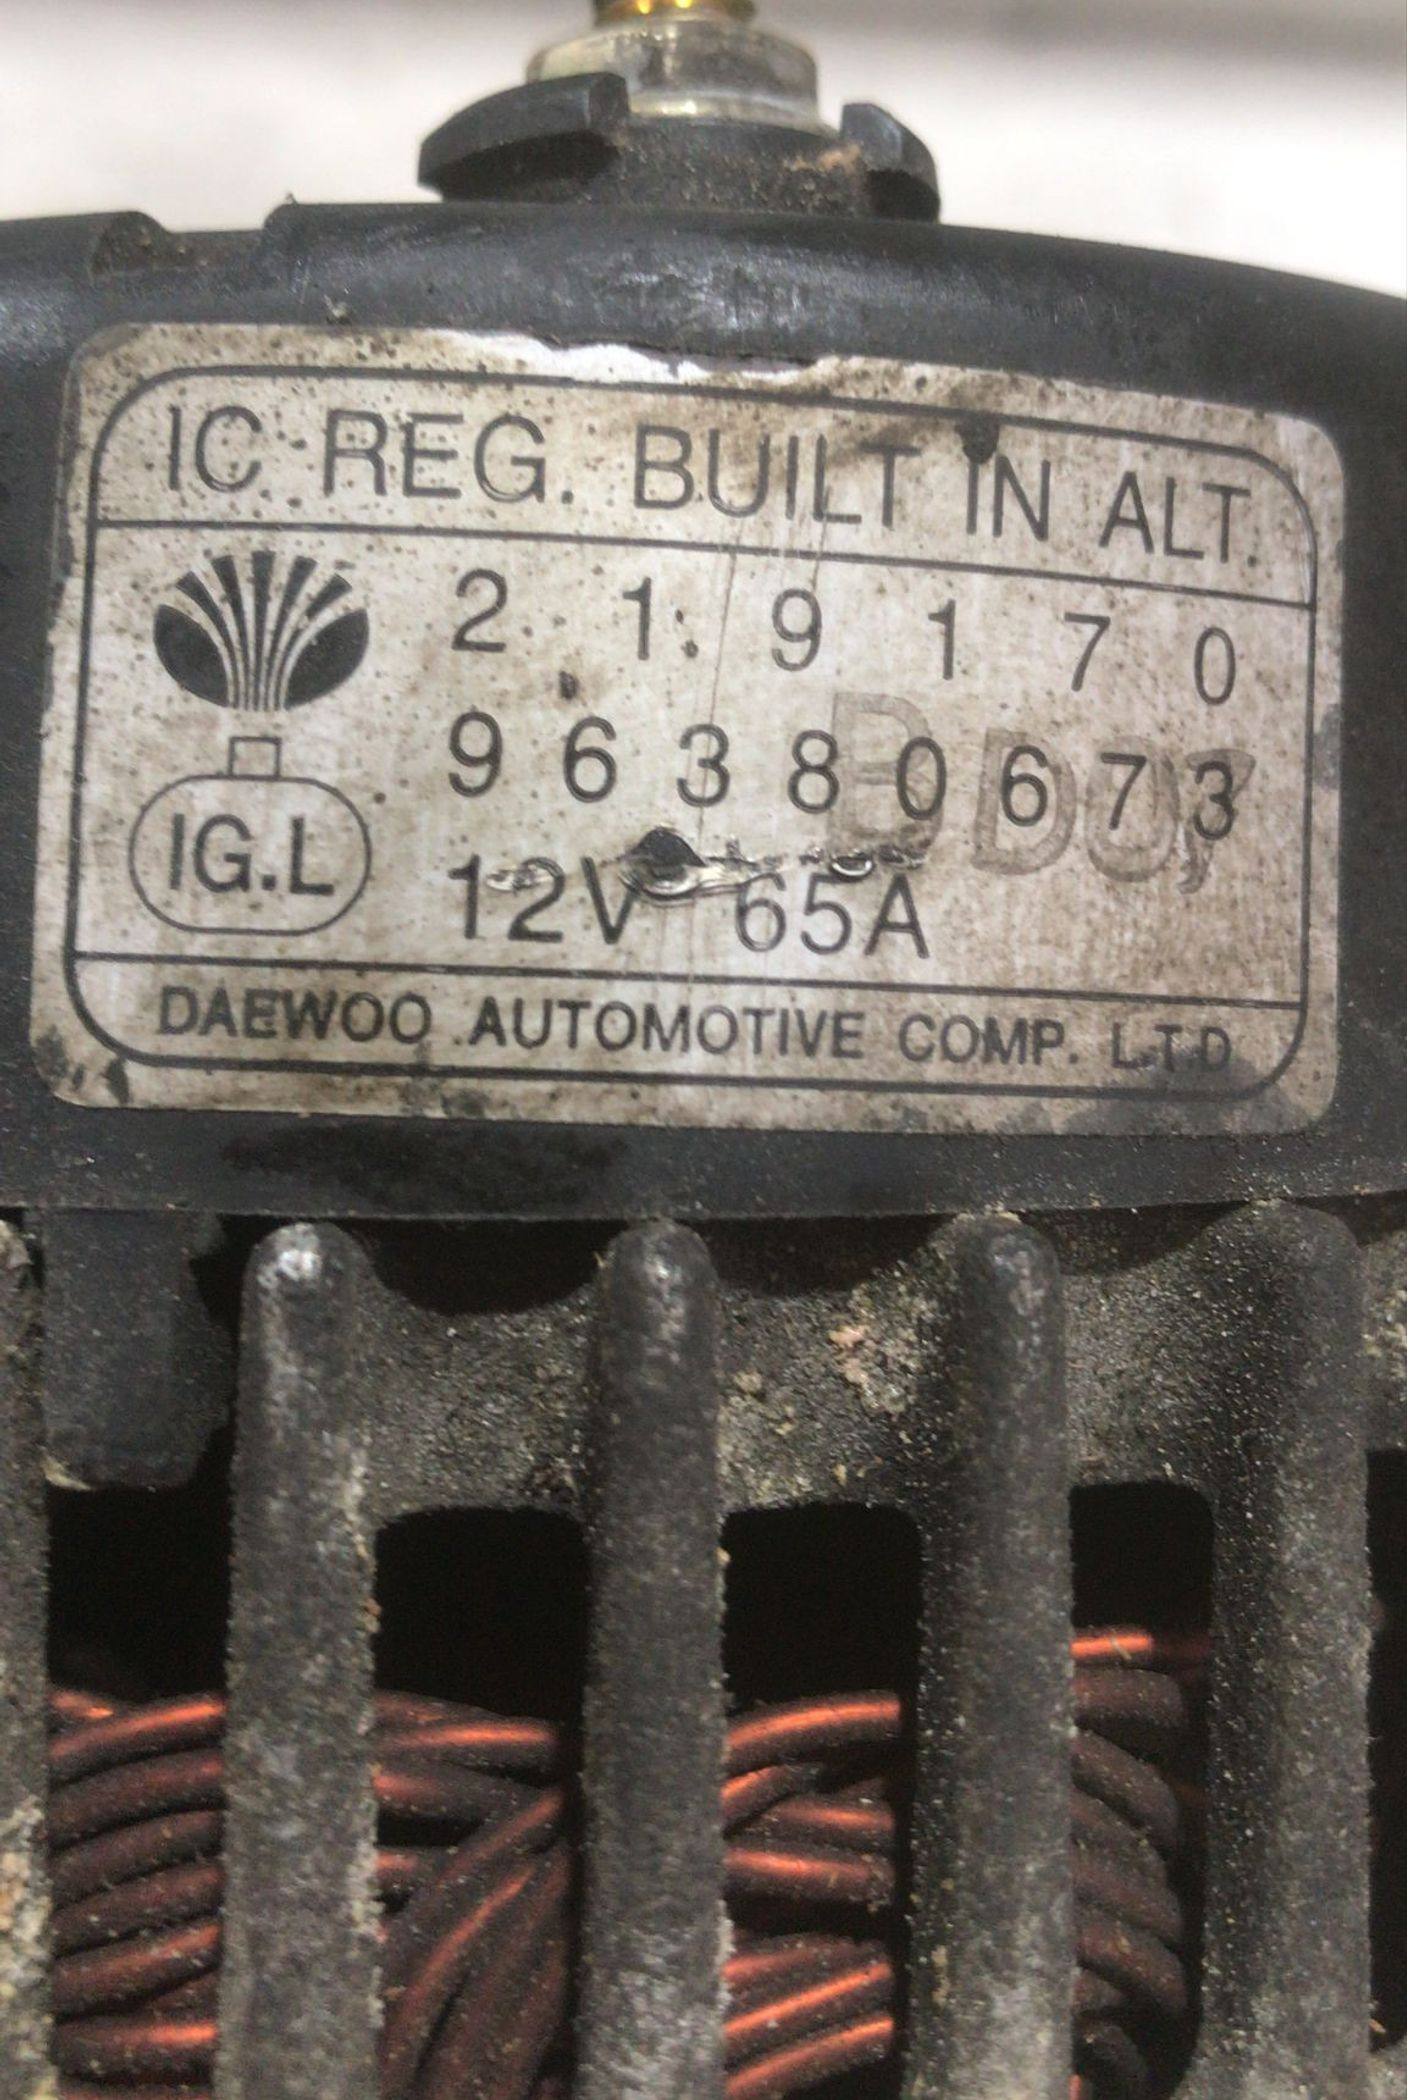 IC REG. BUILT IN ALT.
2 1 9 1 7 0
9 6 3 8 0 6 7 3
IG.L
12V 65A
DAEWOO AUTOMOTIVE COMP. L.T.D